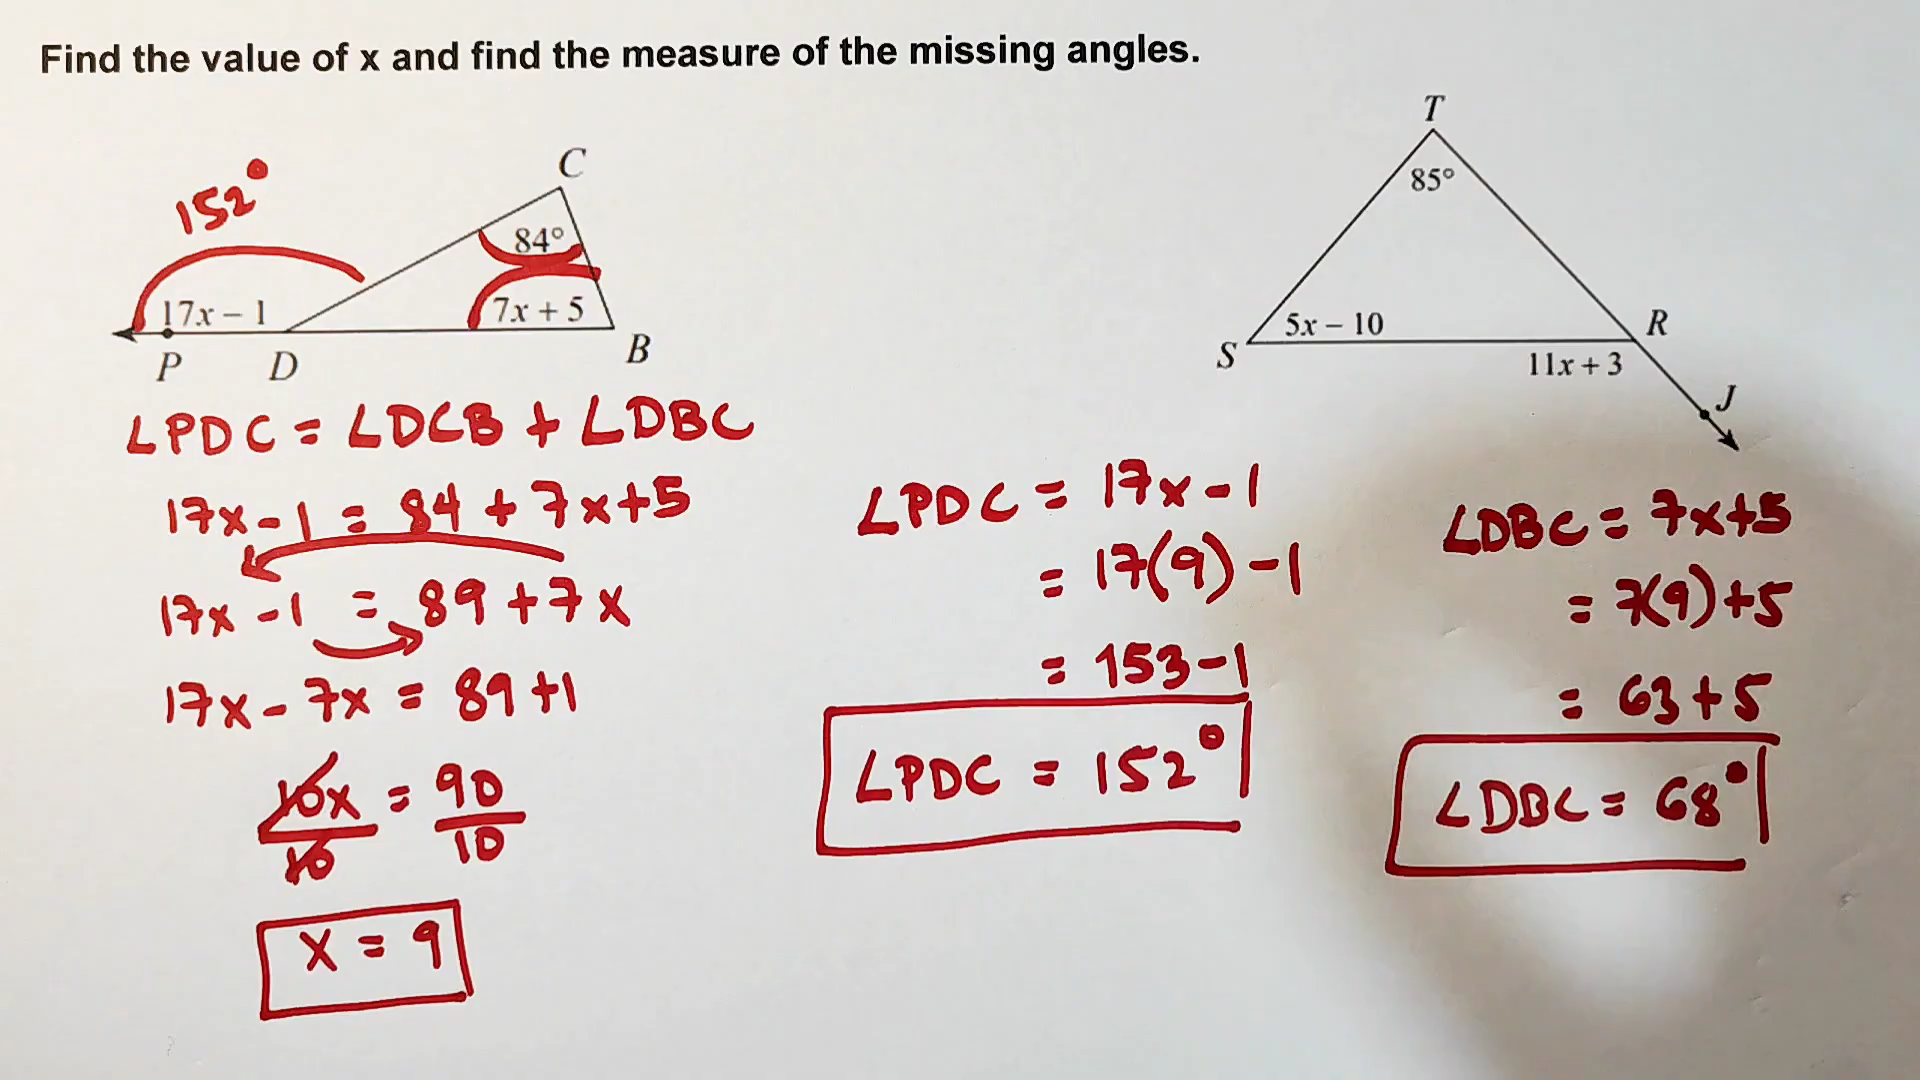 Find the value of x and find the measure of the missing angles.
152°
C
84°
17x – 1
7x + 5
P
D
B
T
85°
5x – 10
S
R
11x + 3
J
∠PDC = ∠DCB + ∠DBC
17x - 1 = 84 + 7x + 5
17x - 1 = 89 + 7x
17x - 7x = 89 + 1
10x = 90
10 10
x = 9
∠PDC = 17x - 1
= 17(9) - 1
= 153 - 1
∠PDC = 152°
∠DBC = 7x + 5
= 7(9) + 5
= 63 + 5
∠DBC = 68°